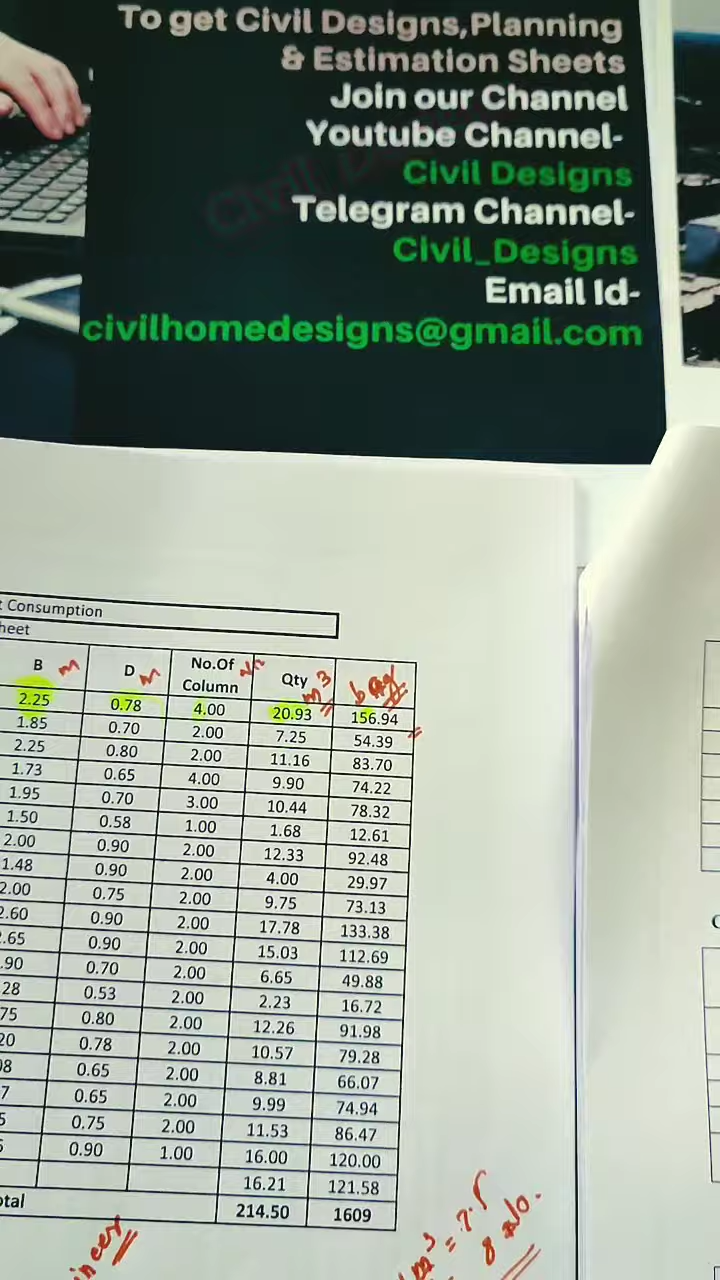 To get Civil Designs,Planning
& Estimation Sheets
Join our Channel
Youtube Channel-
Civil Designs
Telegram Channel-
Civil_Designs
Email Id-
civilhomedesigns@gmail.com
Consumption
heet
B m D m No.Of Column Qty m3 bags
2.25 0.78 4.00 20.93 156.94
1.85 0.70 2.00 7.25 54.39
2.25 0.80 2.00 11.16 83.70
1.73 0.65 4.00 9.90 74.22
1.95 0.70 3.00 10.44 78.32
1.50 0.58 1.00 1.68 12.61
2.00 0.90 2.00 12.33 92.48
1.48 0.90 2.00 4.00 29.97
2.00 0.75 2.00 9.75 73.13
2.60 0.90 2.00 17.78 133.38
.65 0.90 2.00 15.03 112.69
.90 0.70 2.00 6.65 49.88
28 0.53 2.00 2.23 16.72
75 0.80 2.00 12.26 91.98
20 0.78 2.00 10.57 79.28
08 0.65 2.00 8.81 66.07
7 0.65 2.00 9.99 74.94
5 0.75 2.00 11.53 86.47
0.90 1.00 16.00 120.00
16.21 121.58
otal 214.50 1609
m3 = 7.5
8 No.